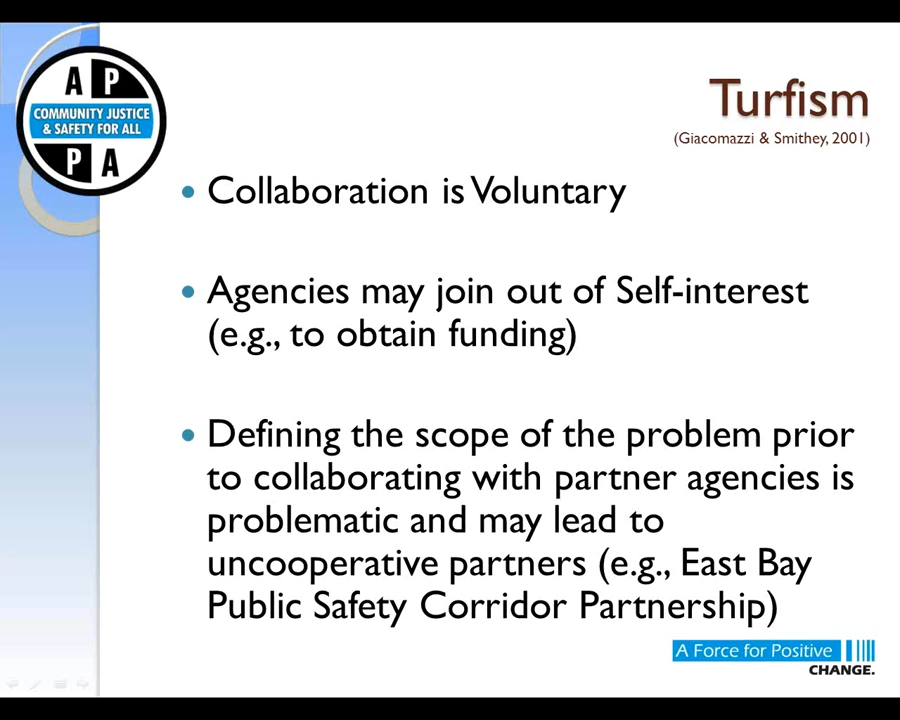 A P
COMMUNITY JUSTICE
& SAFETY FOR ALL
P A
Turfism
(Giacomazzi & Smithey, 2001)
• Collaboration is Voluntary
• Agencies may join out of Self-interest
(e.g., to obtain funding)
• Defining the scope of the problem prior
to collaborating with partner agencies is
problematic and may lead to
uncooperative partners (e.g., East Bay
Public Safety Corridor Partnership)
A Force for Positive
CHANGE.